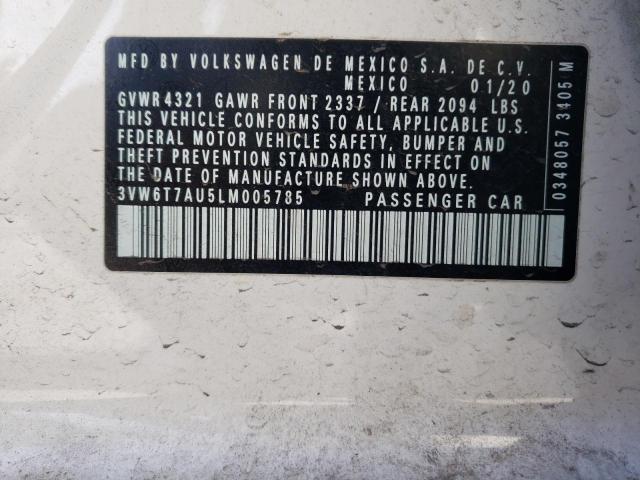 MFD BY VOLKSWAGEN DE MEXICO S.A. DE C.V.
MEXICO 01/20
GVWR 4321 GAWR FRONT 2337 / REAR 2094 LBS
THIS VEHICLE CONFORMS TO ALL APPLICABLE U.S.
FEDERAL MOTOR VEHICLE SAFETY, BUMPER AND
THEFT PREVENTION STANDARDS IN EFFECT ON
THE DATE OF MANUFACTURE SHOWN ABOVE.
3VW6T7AU5LM005785 PASSENGER CAR
0348057 3405 M